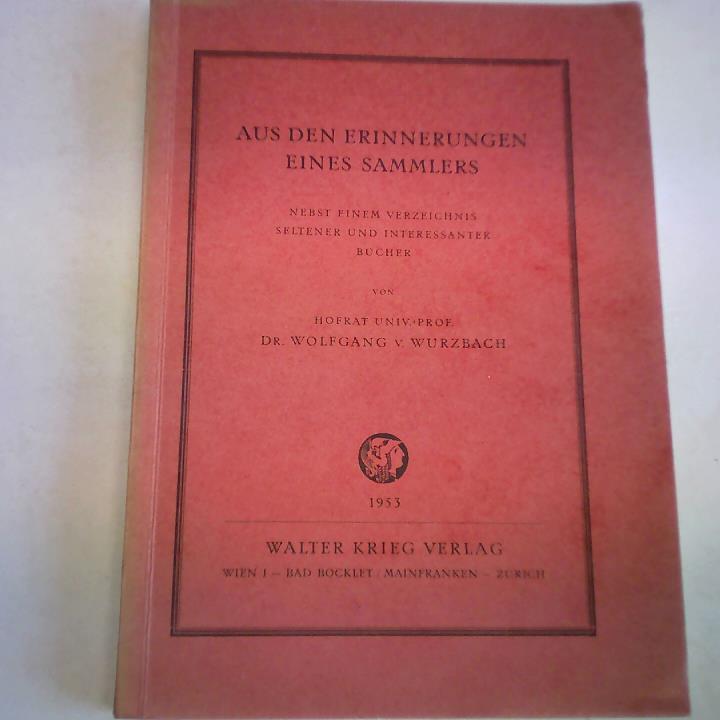 AUS DEN ERINNERUNGEN
EINES SAMMLERS
NEBST EINEM VERZEICHNIS
SELTENER UND INTERESSANTER
BÜCHER
VON
HOFRAT UNIV.-PROF.
DR. WOLFGANG V. WURZBACH
1953
WALTER KRIEG VERLAG
WIEN I — BAD BOCKLET / MAINFRANKEN — ZÜRICH